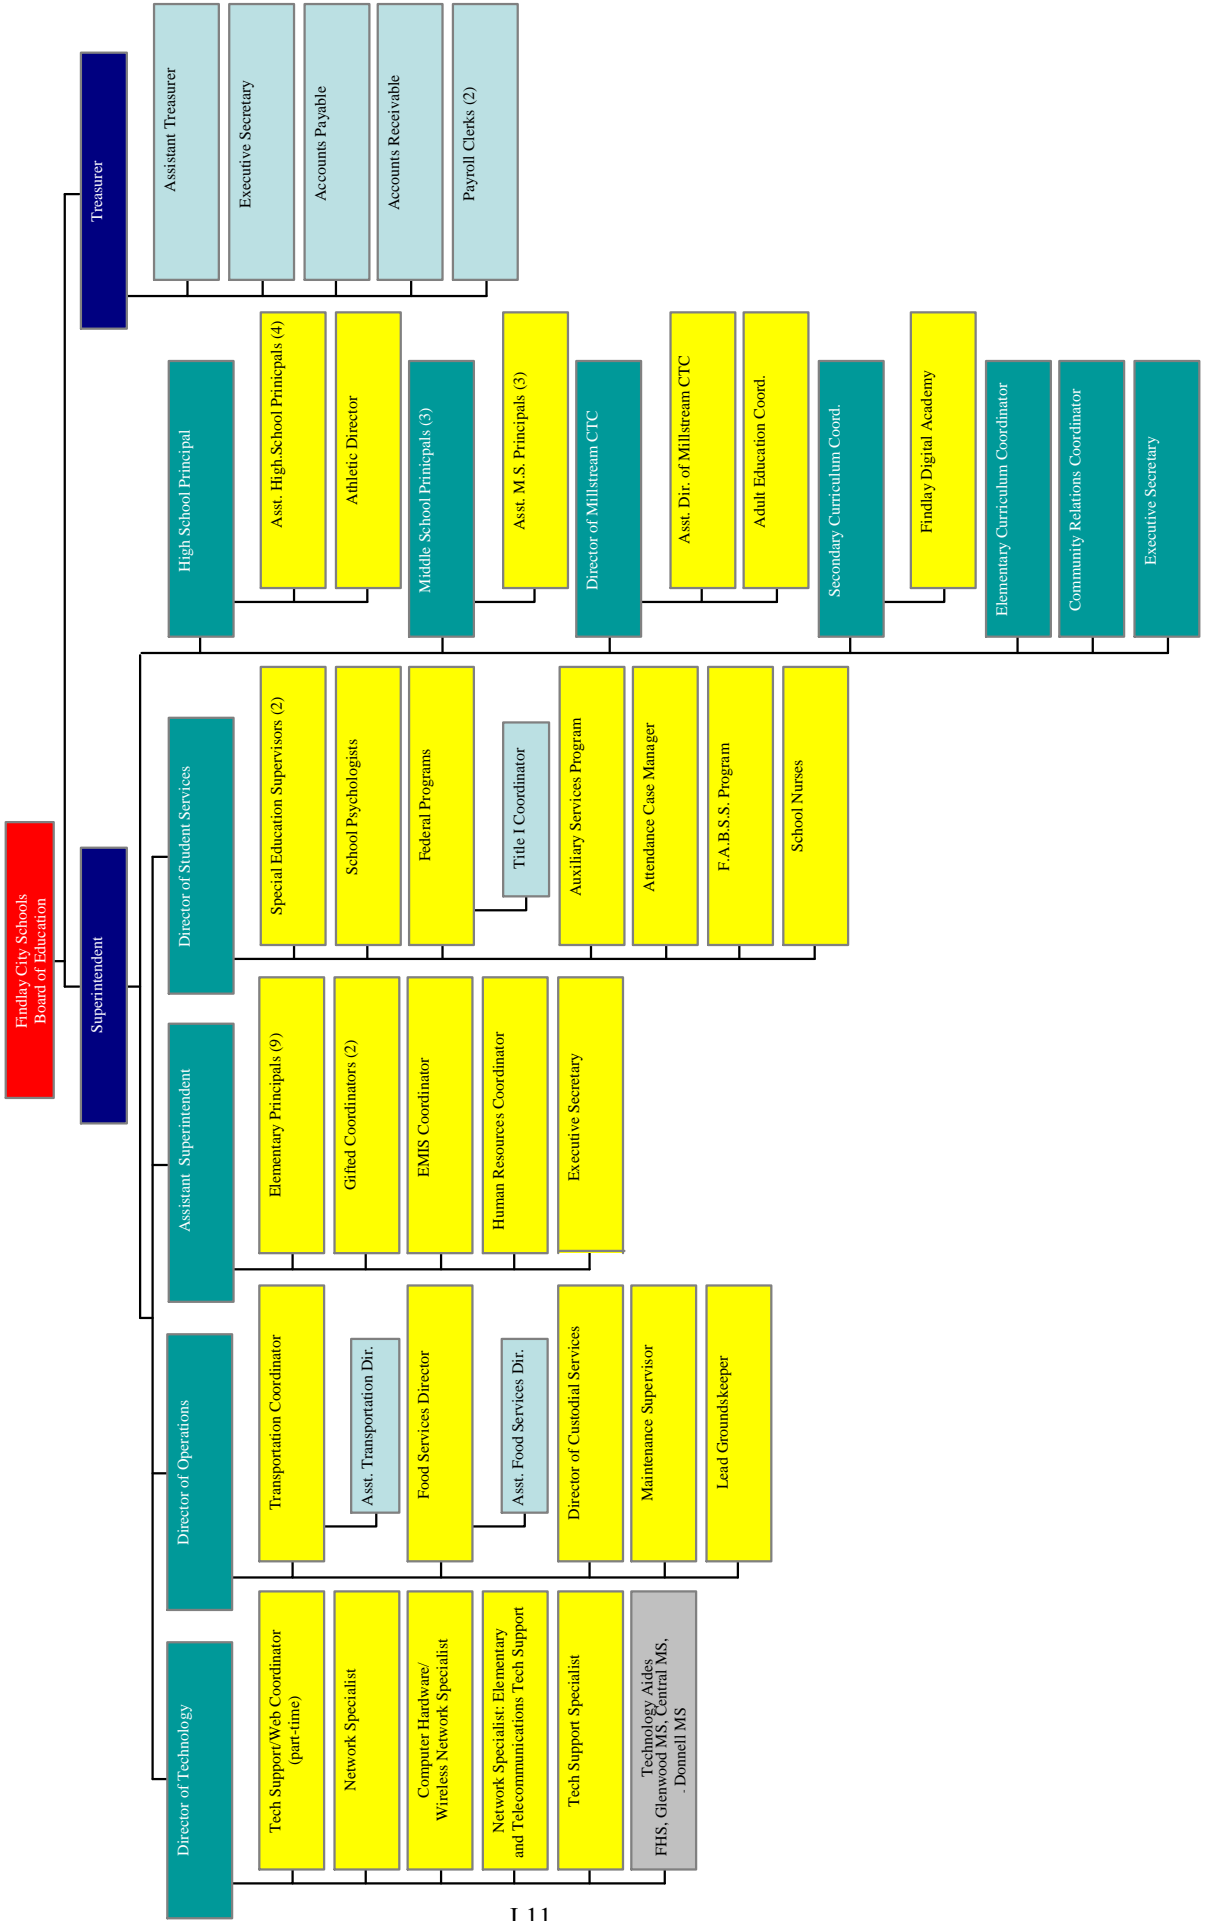 Findlay City Schools
Board of Education
Superintendent
Treasurer
Director of Technology
Tech Support/Web Coordinator
(part-time)
Network Specialist
Computer Hardware/
Wireless Network Specialist
Network Specialist: Elementary
and Telecommunications Tech Support
Tech Support Specialist
Technology Aides
FHS, Glenwood MS, Central MS,
. Donnell MS
Director of Operations
Transportation Coordinator
Asst. Transportation Dir.
Food Services Director
Asst. Food Services Dir.
Director of Custodial Services
Maintenance Supervisor
Lead Groundskeeper
Assistant Superintendent
Elementary Principals (9)
Gifted Coordinators (2)
EMIS Coordinator
Human Resources Coordinator
Executive Secretary
Director of Student Services
Special Education Supervisors (2)
School Psychologists
Federal Programs
Title I Coordinator
Auxiliary Services Program
Attendance Case Manager
F.A.B.S.S. Program
School Nurses
High School Principal
Asst. High.School Prinicpals (4)
Athletic Director
Middle School Prinicpals (3)
Asst. M.S. Principals (3)
Director of Millstream CTC
Asst. Dir. of Millstream CTC
Adult Education Coord.
Secondary Curriculum Coord.
Findlay Digital Academy
Elementary Curriculum Coordinator
Community Relations Coordinator
Executive Secretary
Assistant Treasurer
Executive Secretary
Accounts Payable
Accounts Receivable
Payroll Clerks (2)